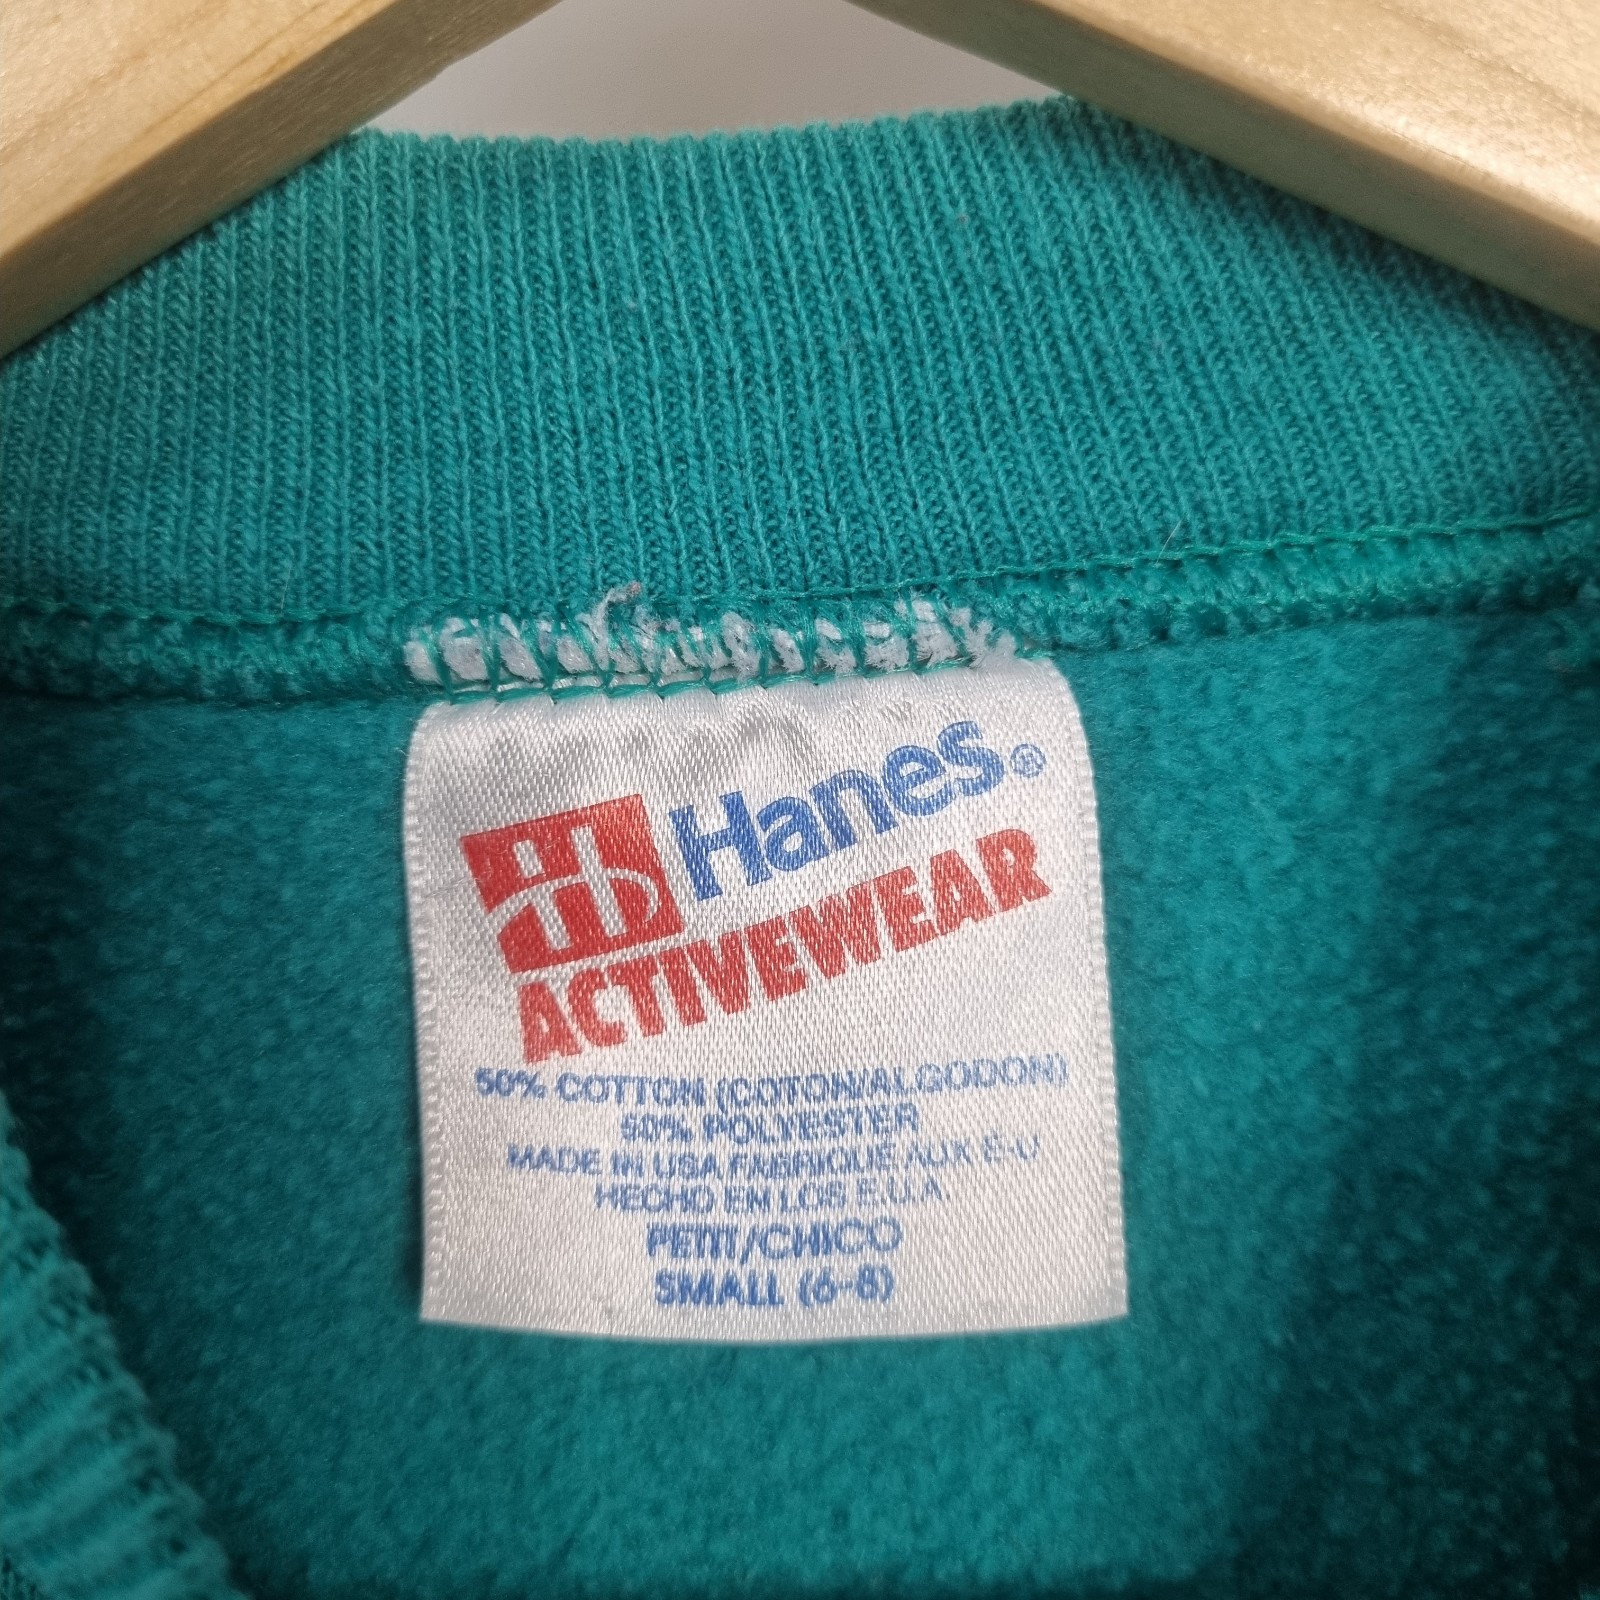 Hanes®
ACTIVEWEAR
50% COTTON (COTON/ALGODON)
50% POLYESTER
MADE IN USA FABRIQUÉ AUX É-U
HECHO EN LOS E.U.A.
PETIT/CHICO
SMALL (6-8)